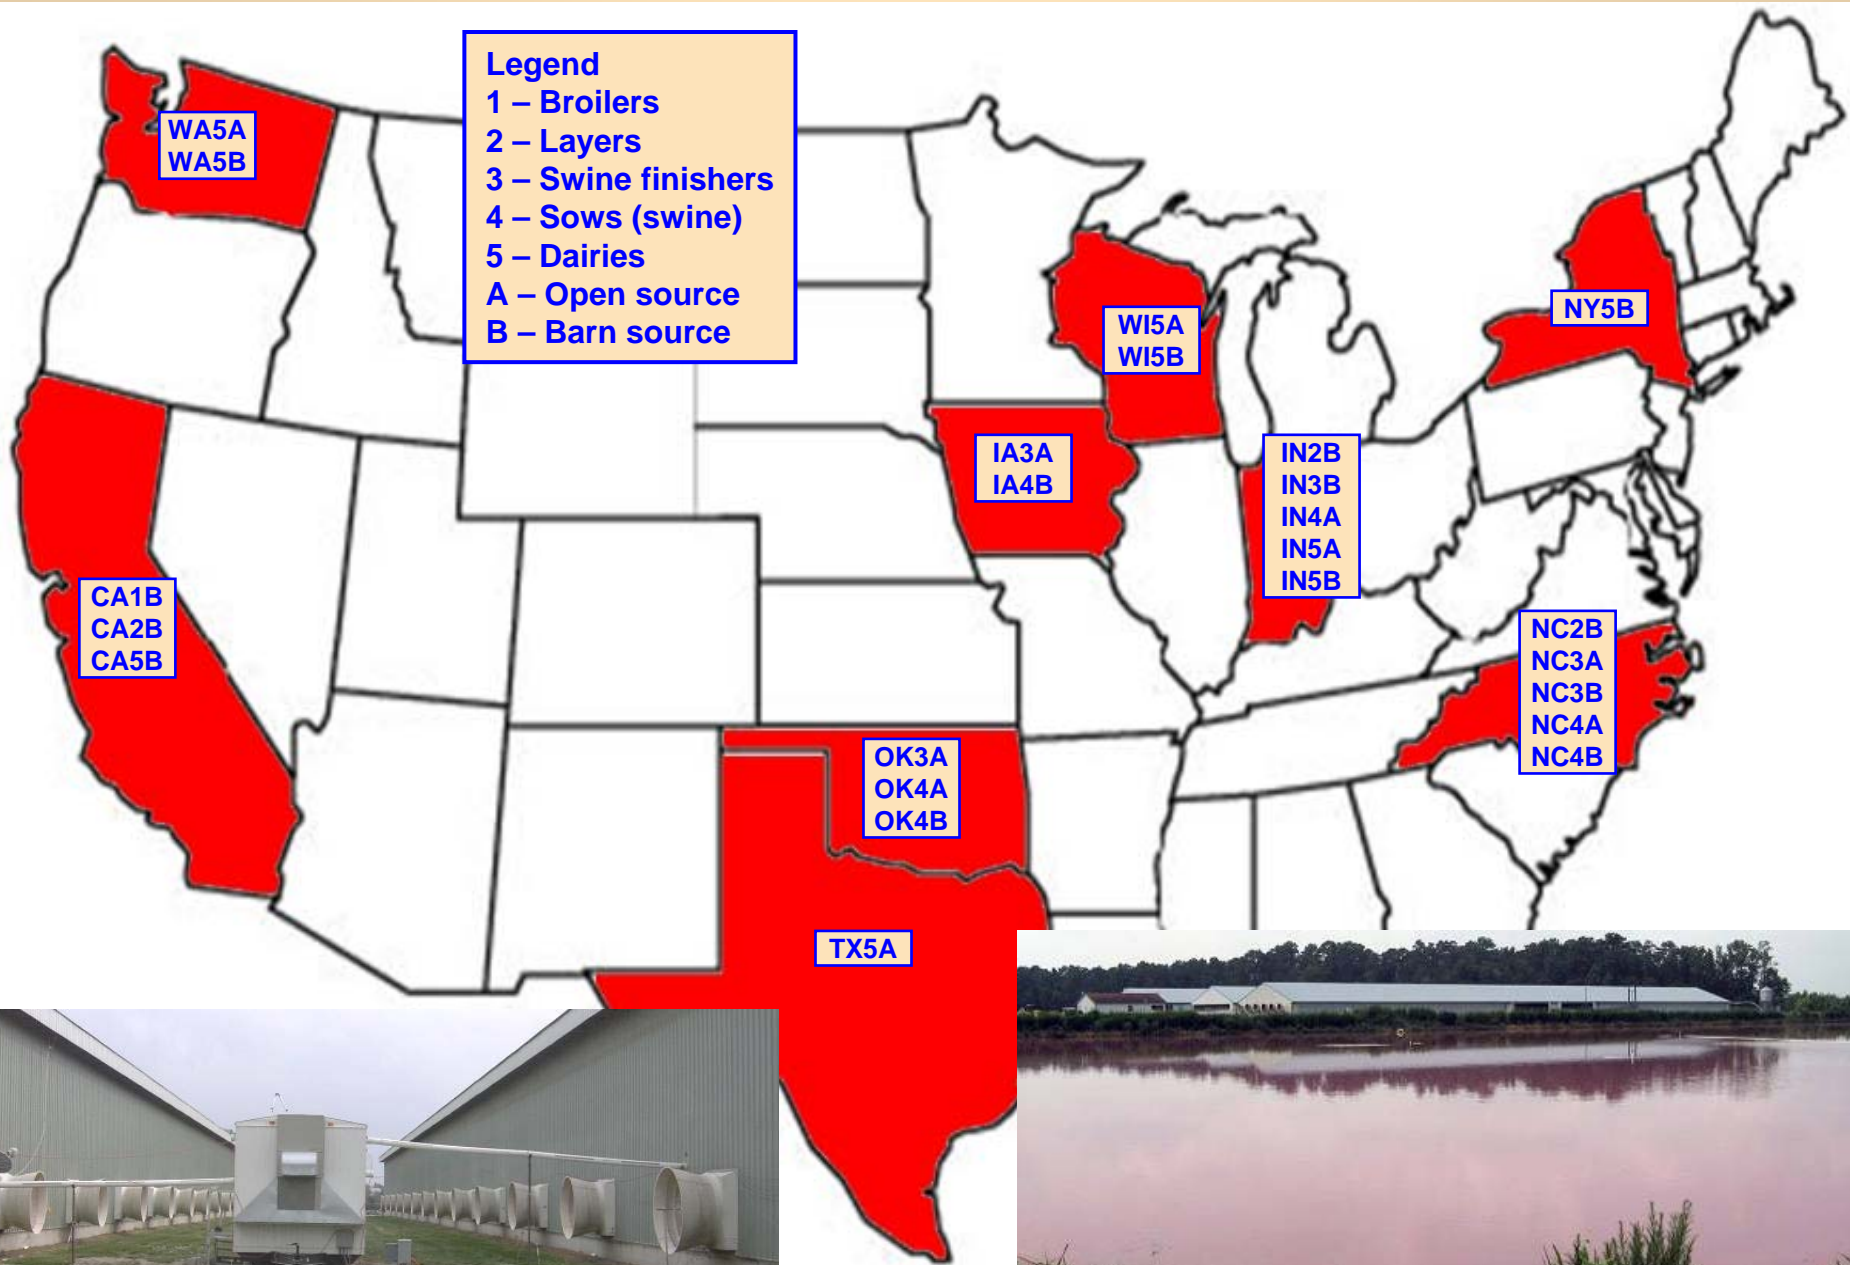 Legend
1 – Broilers
2 – Layers
3 – Swine finishers
4 – Sows (swine)
5 – Dairies
A – Open source
B – Barn source
WA5A
WA5B
WI5A
WI5B
NY5B
IA3A
IA4B
IN2B
IN3B
IN4A
IN5A
IN5B
CA1B
CA2B
CA5B
NC2B
NC3A
NC3B
NC4A
NC4B
OK3A
OK4A
OK4B
TX5A